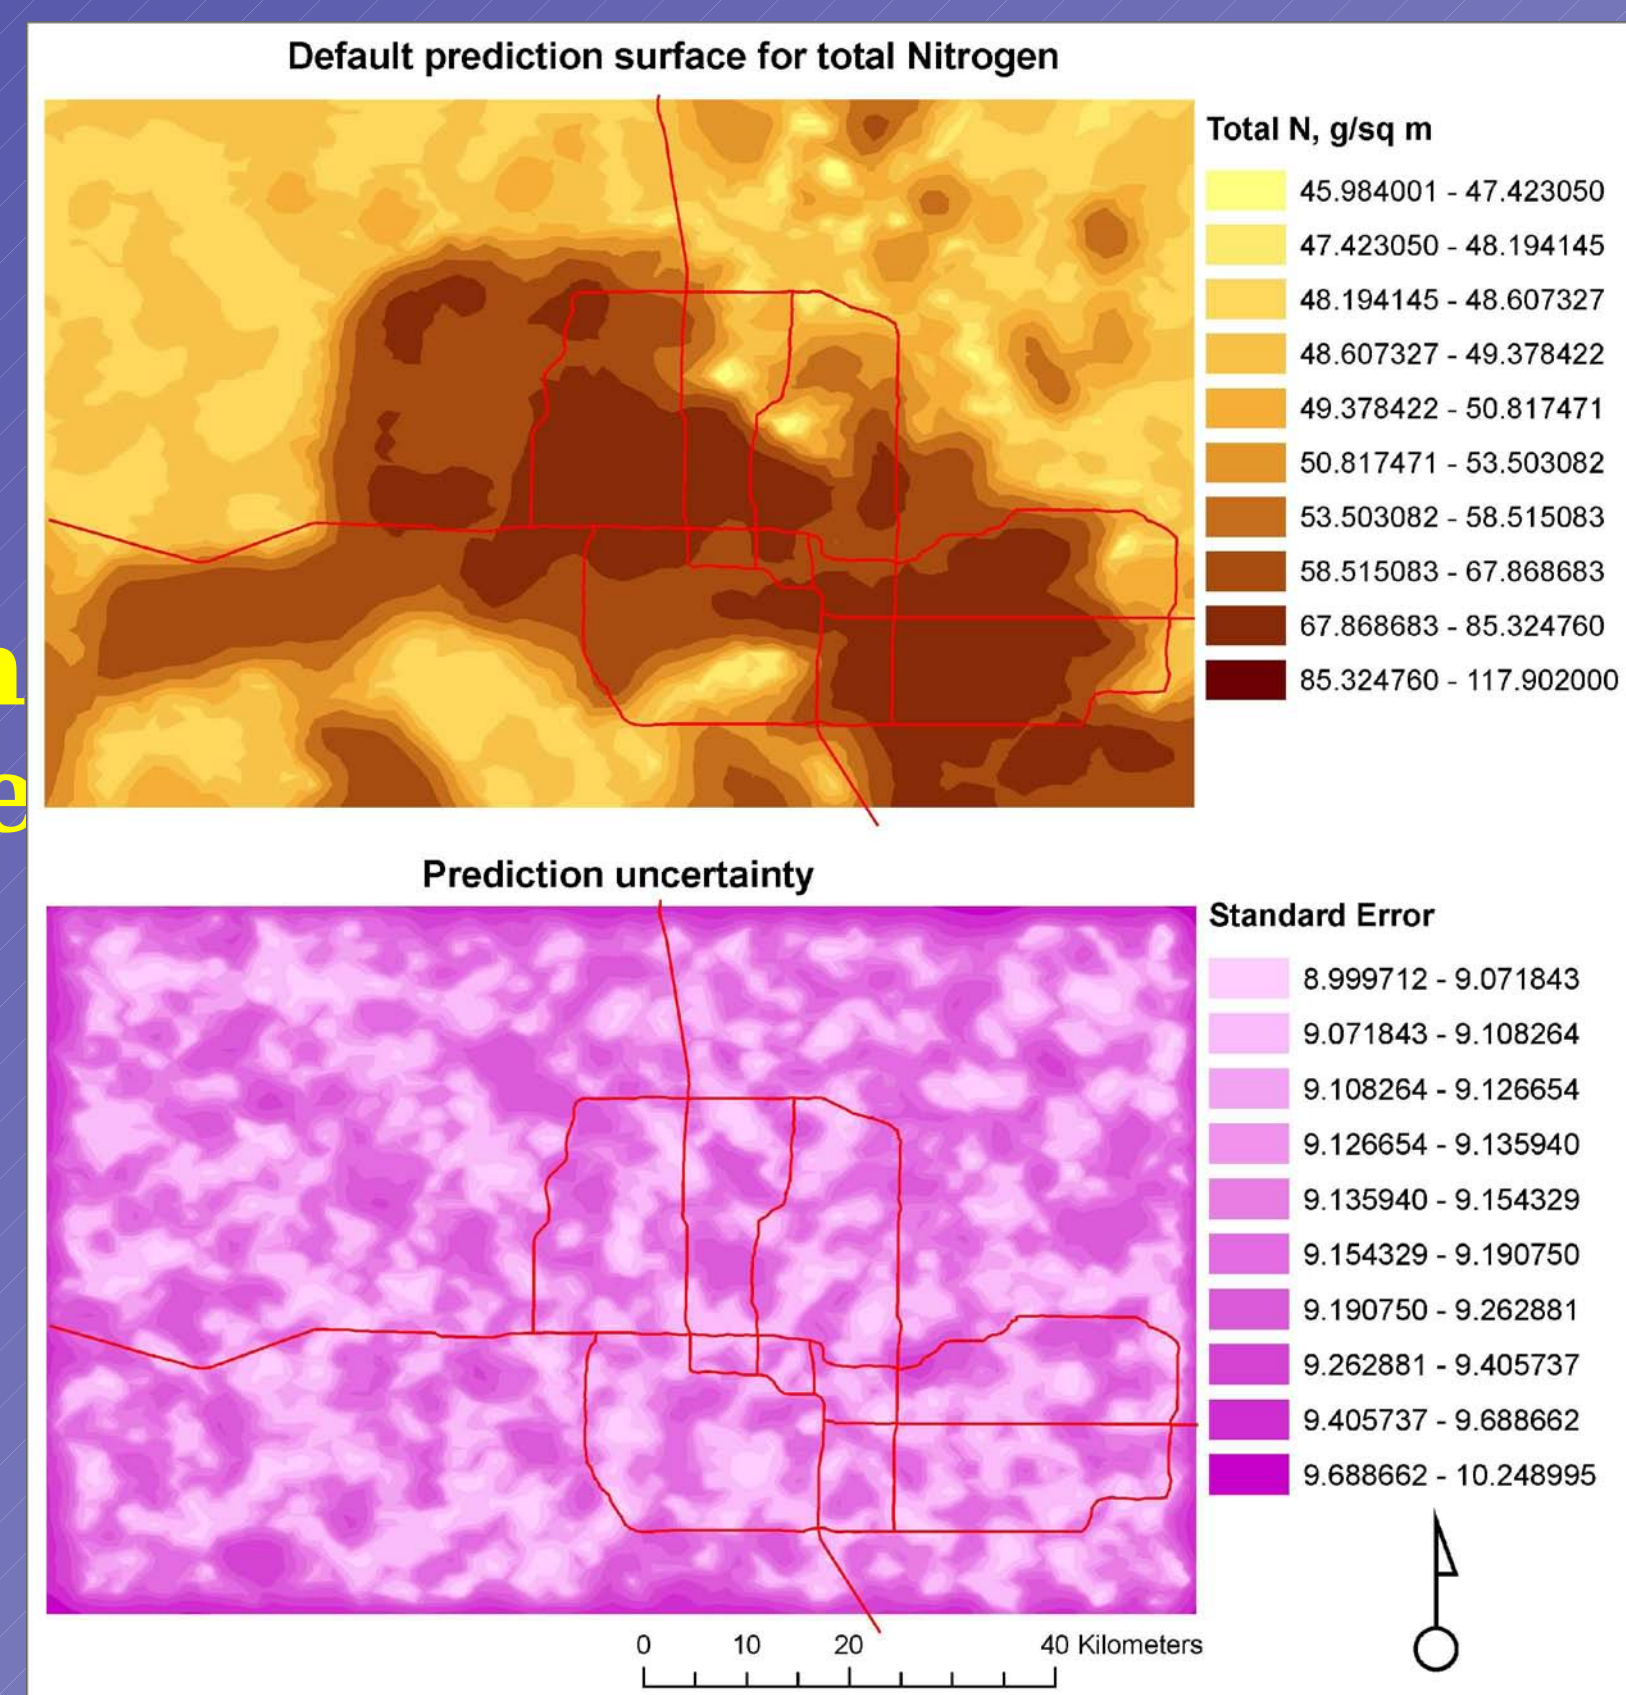 Default prediction surface for total Nitrogen
Total N, g/sq m
45.984001 - 47.423050
47.423050 - 48.194145
48.194145 - 48.607327
48.607327 - 49.378422
49.378422 - 50.817471
50.817471 - 53.503082
53.503082 - 58.515083
58.515083 - 67.868683
67.868683 - 85.324760
85.324760 - 117.902000
Prediction uncertainty
Standard Error
8.999712 - 9.071843
9.071843 - 9.108264
9.108264 - 9.126654
9.126654 - 9.135940
9.135940 - 9.154329
9.154329 - 9.190750
9.190750 - 9.262881
9.262881 - 9.405737
9.405737 - 9.688662
9.688662 - 10.248995
0 10 20 40 Kilometers